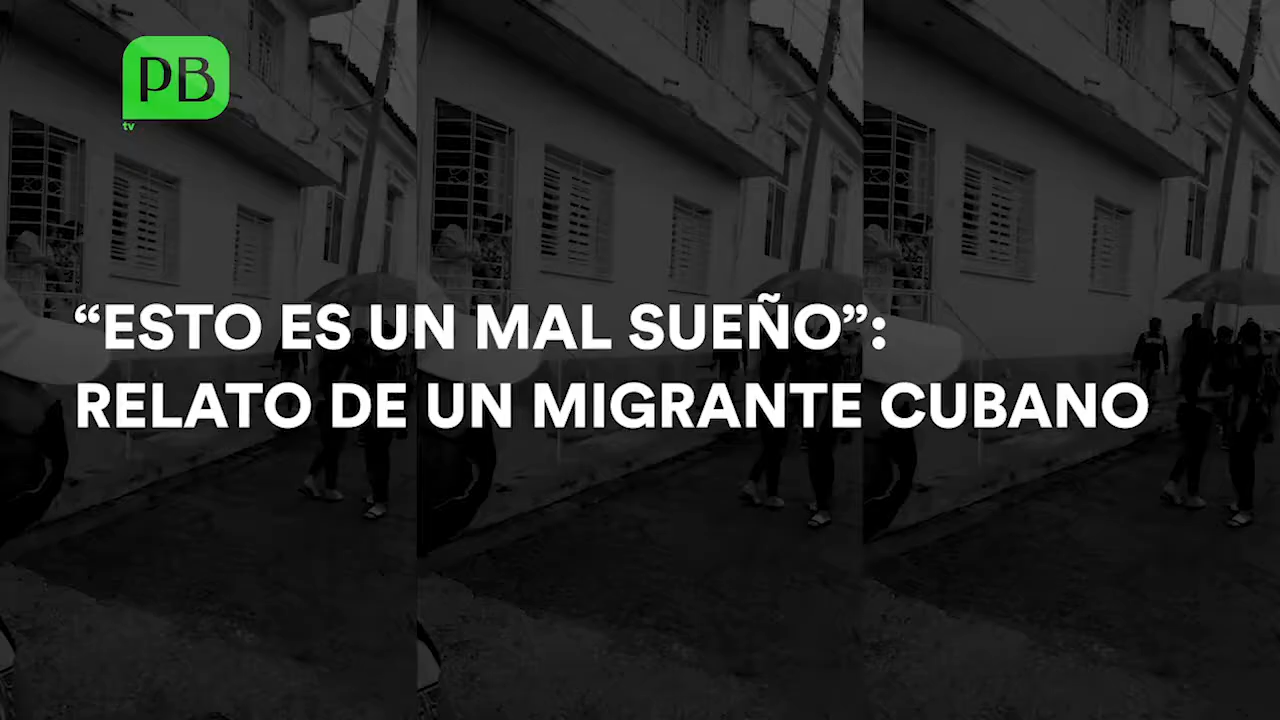 PB
tv
“ESTO ES UN MAL SUEÑO”:
RELATO DE UN MIGRANTE CUBANO